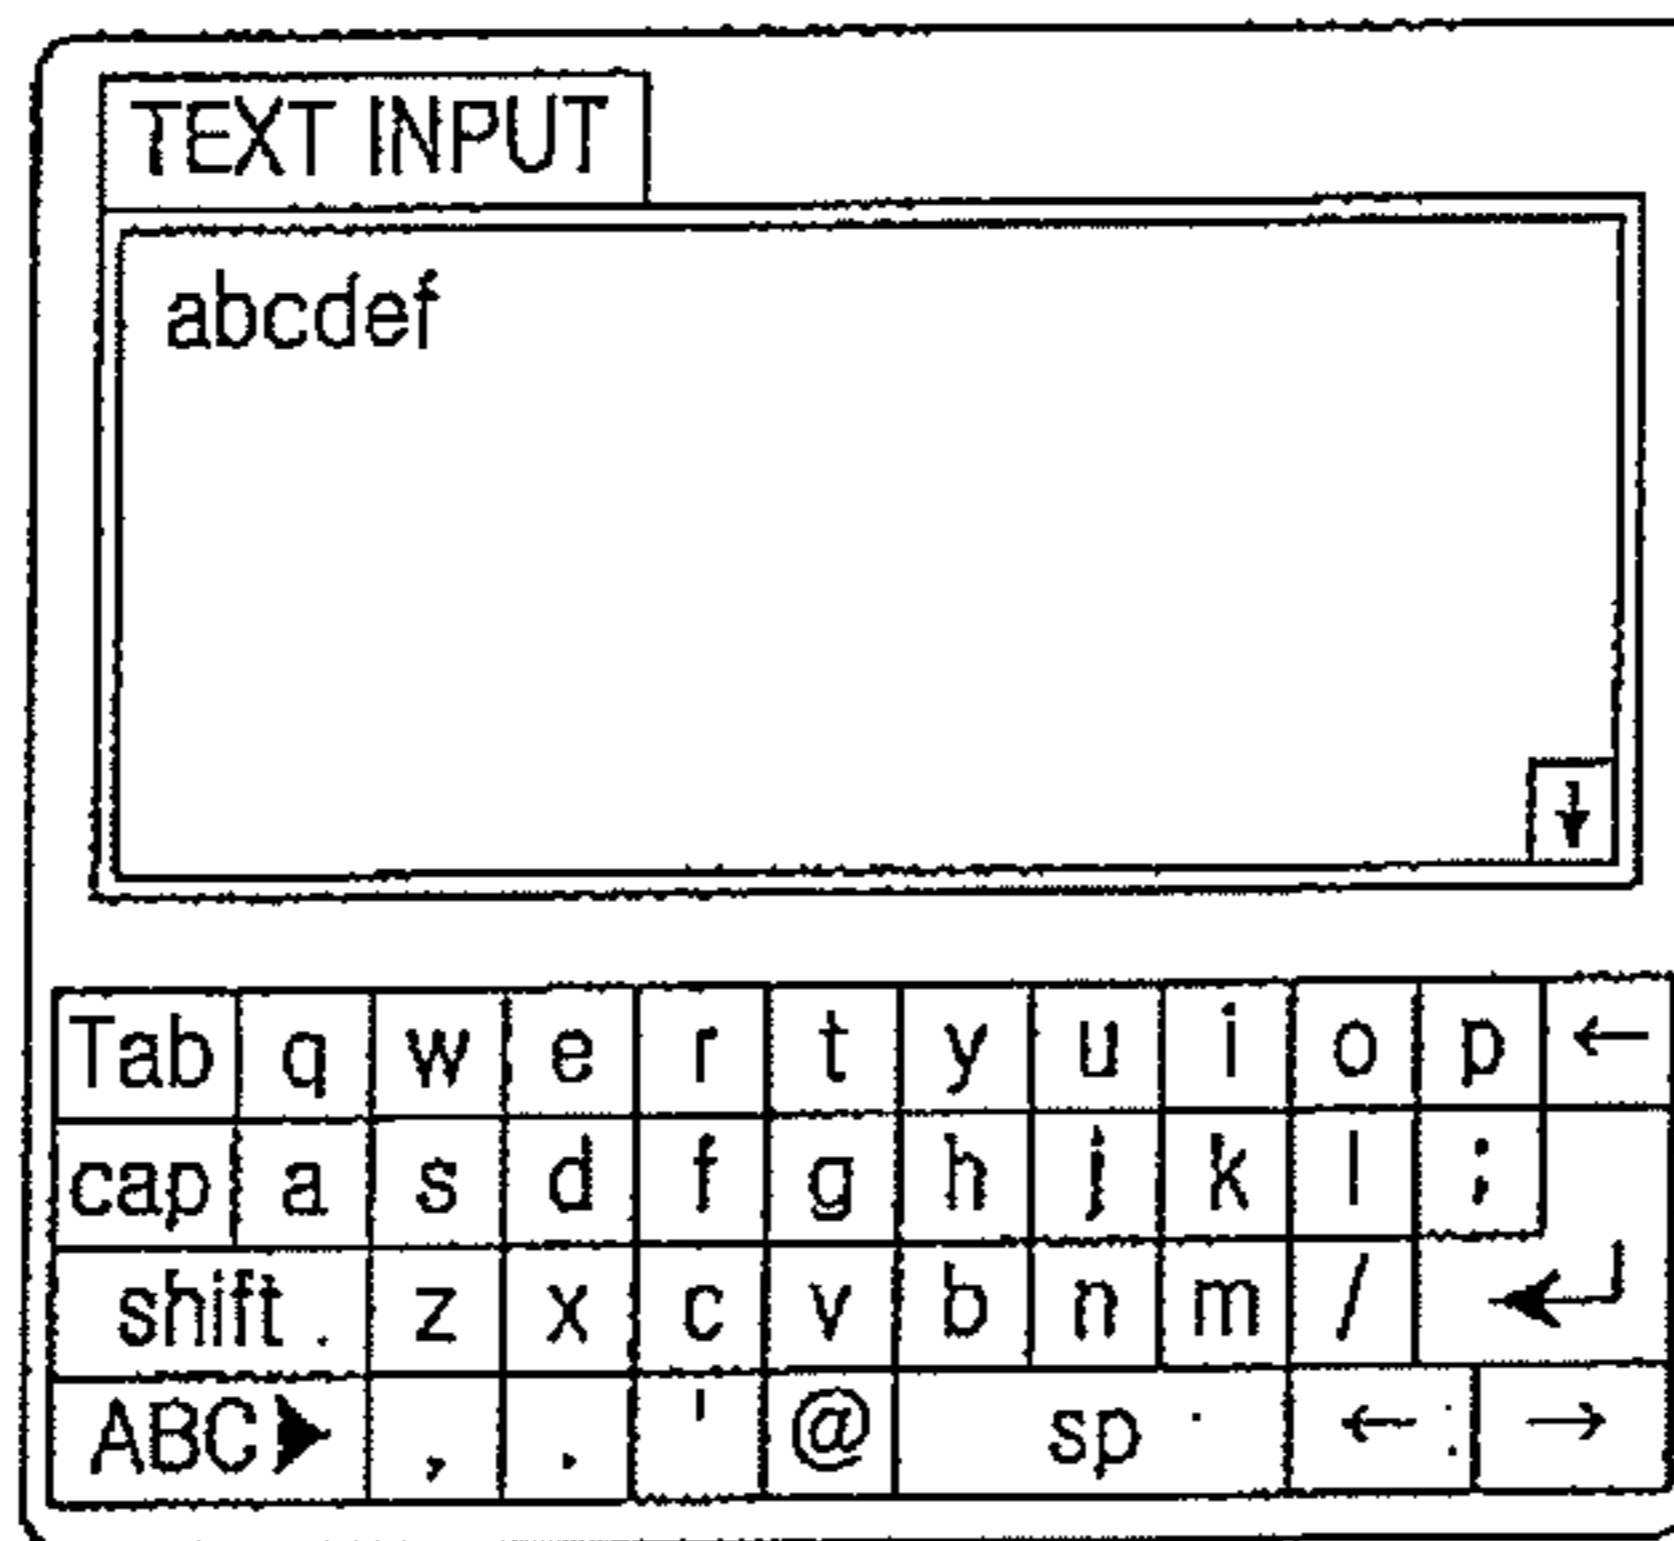 TEXT INPUT
abcdef
↓
Tab q w e r t y u i o p ←
cap a s d f g h j k l ;
shift z x c v b n m / ↵
ABC▶ , . ' @ sp ← →